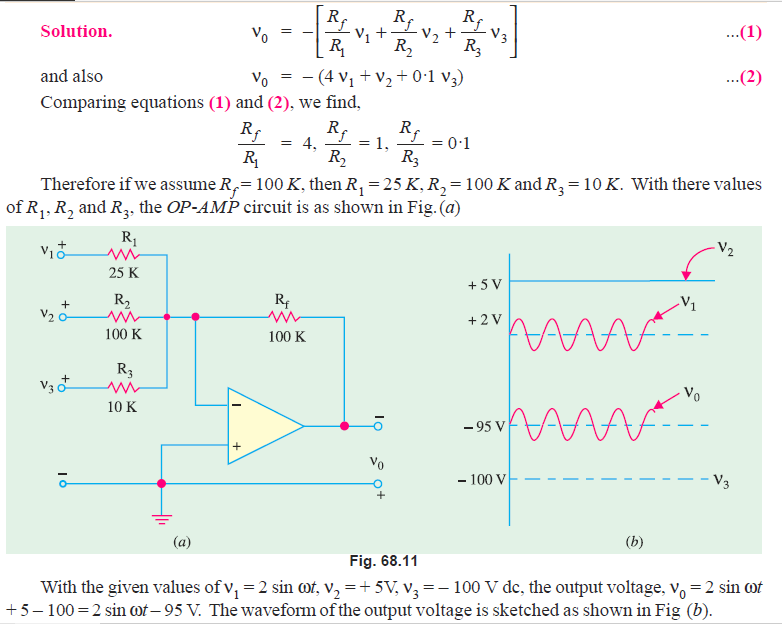 Solution. v₀ = − [ R_f/R₁ v₁ + R_f/R₂ v₂ + R_f/R₃ v₃ ] ...(1)
and also v₀ = − (4 v₁ + v₂ + 0·1 v₃) ...(2)
Comparing equations (1) and (2), we find,
R_f/R₁ = 4, R_f/R₂ = 1, R_f/R₃ = 0·1
Therefore if we assume R_f = 100 K, then R₁ = 25 K, R₂ = 100 K and R₃ = 10 K. With there values
of R₁, R₂ and R₃, the OP-AMP circuit is as shown in Fig. (a)
v₁ +
R₁
25 K
v₂ +
R₂
100 K
v₃ +
R₃
10 K
R_f
100 K
−
+
−
−
v₀
+
(a)
v₂
+ 5 V
v₁
+ 2 V
v₀
− 95 V
− 100 V
v₃
(b)
Fig. 68.11
With the given values of v₁ = 2 sin ωt, v₂ = + 5V, v₃ = − 100 V dc, the output voltage, v₀ = 2 sin ωt
+ 5 − 100 = 2 sin ωt − 95 V. The waveform of the output voltage is sketched as shown in Fig (b).